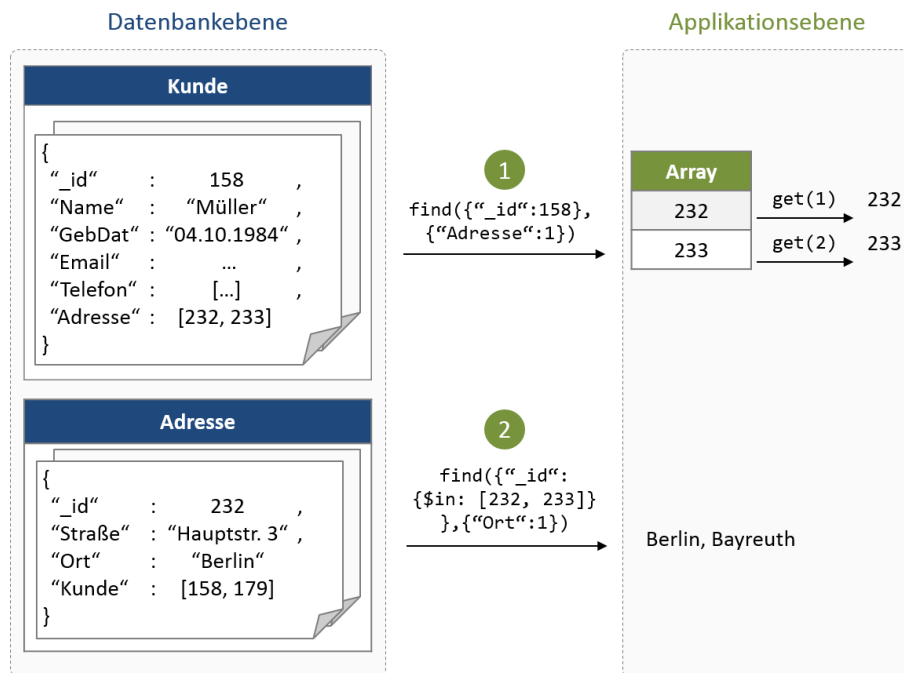 Datenbankebene
Applikationsebene
Kunde
{
“_id“ : 158 ,
“Name“ : “Müller“ ,
“GebDat“ : “04.10.1984“ ,
“Email“ : … ,
“Telefon“ : […] ,
“Adresse“ : [232, 233]
}
1
find({“_id“:158},
{“Adresse“:1})
Array
232
233
get(1)
232
get(2)
233
Adresse
{
“_id“ : 232 ,
“Straße“ : “Hauptstr. 3“ ,
“Ort“ : “Berlin“
“Kunde“ : [158, 179]
}
2
find({“_id“:
{$in: [232, 233]}
},{“Ort“:1})
Berlin, Bayreuth